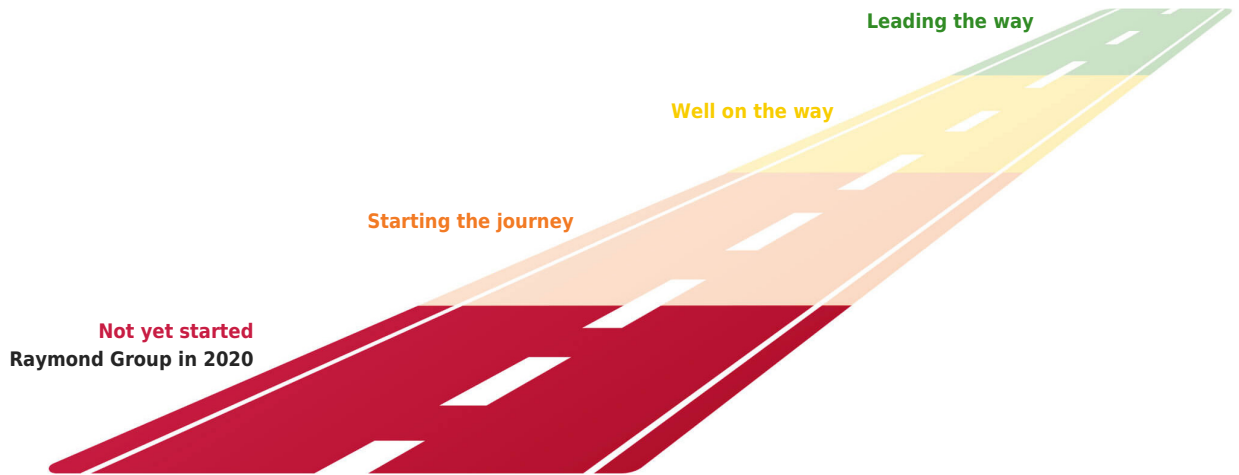 Leading the way
Well on the way
Starting the journey
Not yet started
Raymond Group in 2020